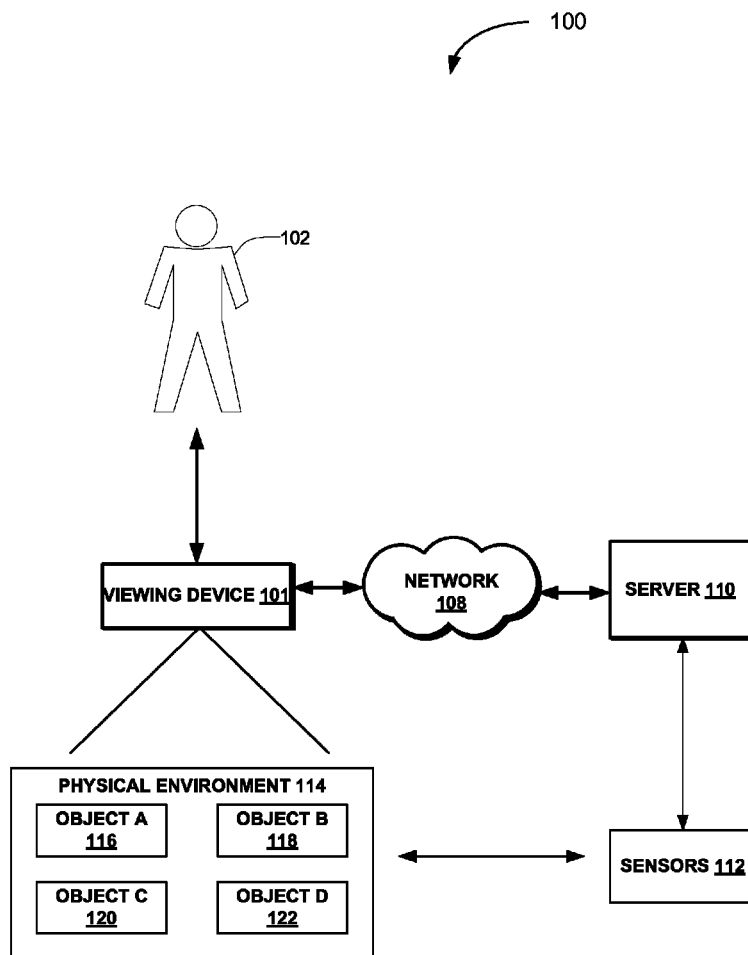 100
102
VIEWING DEVICE 101
NETWORK
108
SERVER 110
PHYSICAL ENVIRONMENT 114
OBJECT A
116
OBJECT B
118
OBJECT C
120
OBJECT D
122
SENSORS 112